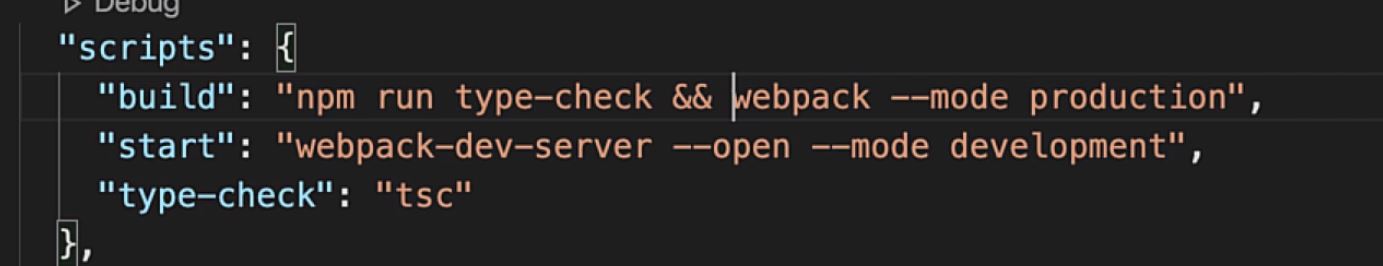 Debug
"scripts": {
"build": "npm run type-check && webpack --mode production",
"start": "webpack-dev-server --open --mode development",
"type-check": "tsc"
},